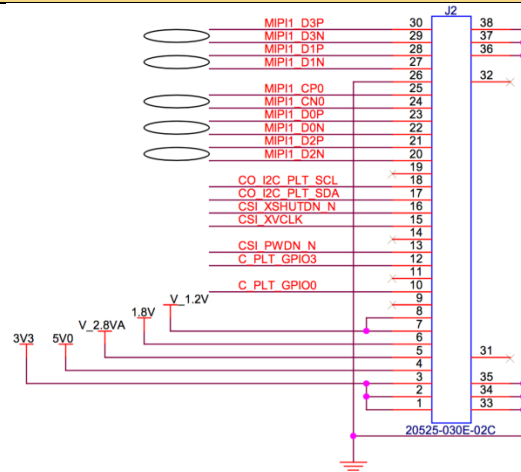 J2
MIPI1_D3P 30 38
MIPI1_D3N 29 37
MIPI1_D1P 28 36
MIPI1_D1N 27
26 32
MIPI1_CP0 25
MIPI1_CN0 24
MIPI1_D0P 23
MIPI1_D0N 22
MIPI1_D2P 21
MIPI1_D2N 20
19
CO_I2C_PLT_SCL 18
CO_I2C_PLT_SDA 17
CSI_XSHUTDN_N 16
CSI_XVCLK 15
14
CSI_PWDN_N 13
C_PLT_GPIO3 12
11
C_PLT_GPIO0 10
V_1.2V 9
1.8V 8
V_2.8VA 7
3V3 5V0 6
5 31
4
3 35
2 34
1 33
20525-030E-02C